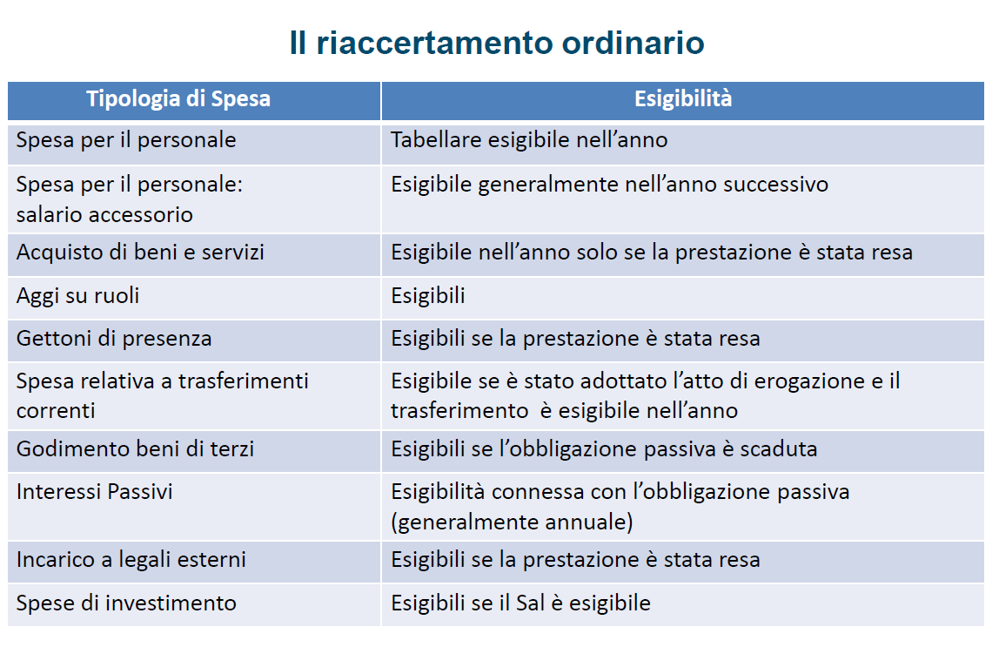 Il riaccertamento ordinario
Tipologia di Spesa
Esigibilità
Spesa per il personale
Tabellare esigibile nell’anno
Spesa per il personale:
salario accessorio
Esigibile generalmente nell’anno successivo
Acquisto di beni e servizi
Esigibile nell’anno solo se la prestazione è stata resa
Aggi su ruoli
Esigibili
Gettoni di presenza
Esigibili se la prestazione è stata resa
Spesa relativa a trasferimenti
correnti
Esigibile se è stato adottato l’atto di erogazione e il
trasferimento è esigibile nell’anno
Godimento beni di terzi
Esigibili se l’obbligazione passiva è scaduta
Interessi Passivi
Esigibilità connessa con l’obbligazione passiva
(generalmente annuale)
Incarico a legali esterni
Esigibili se la prestazione è stata resa
Spese di investimento
Esigibili se il Sal è esigibile